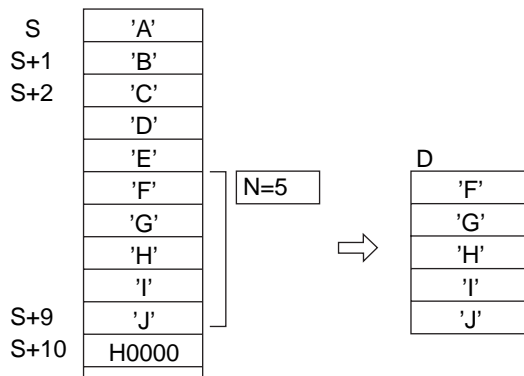 S ’A’
S+1 ’B’
S+2 ’C’
’D’
’E’ D
’F’ N=5 ’F’
’G’ ’G’
’H’ ’H’
’I’ ’I’
S+9 ’J’ ’J’
S+10 H0000